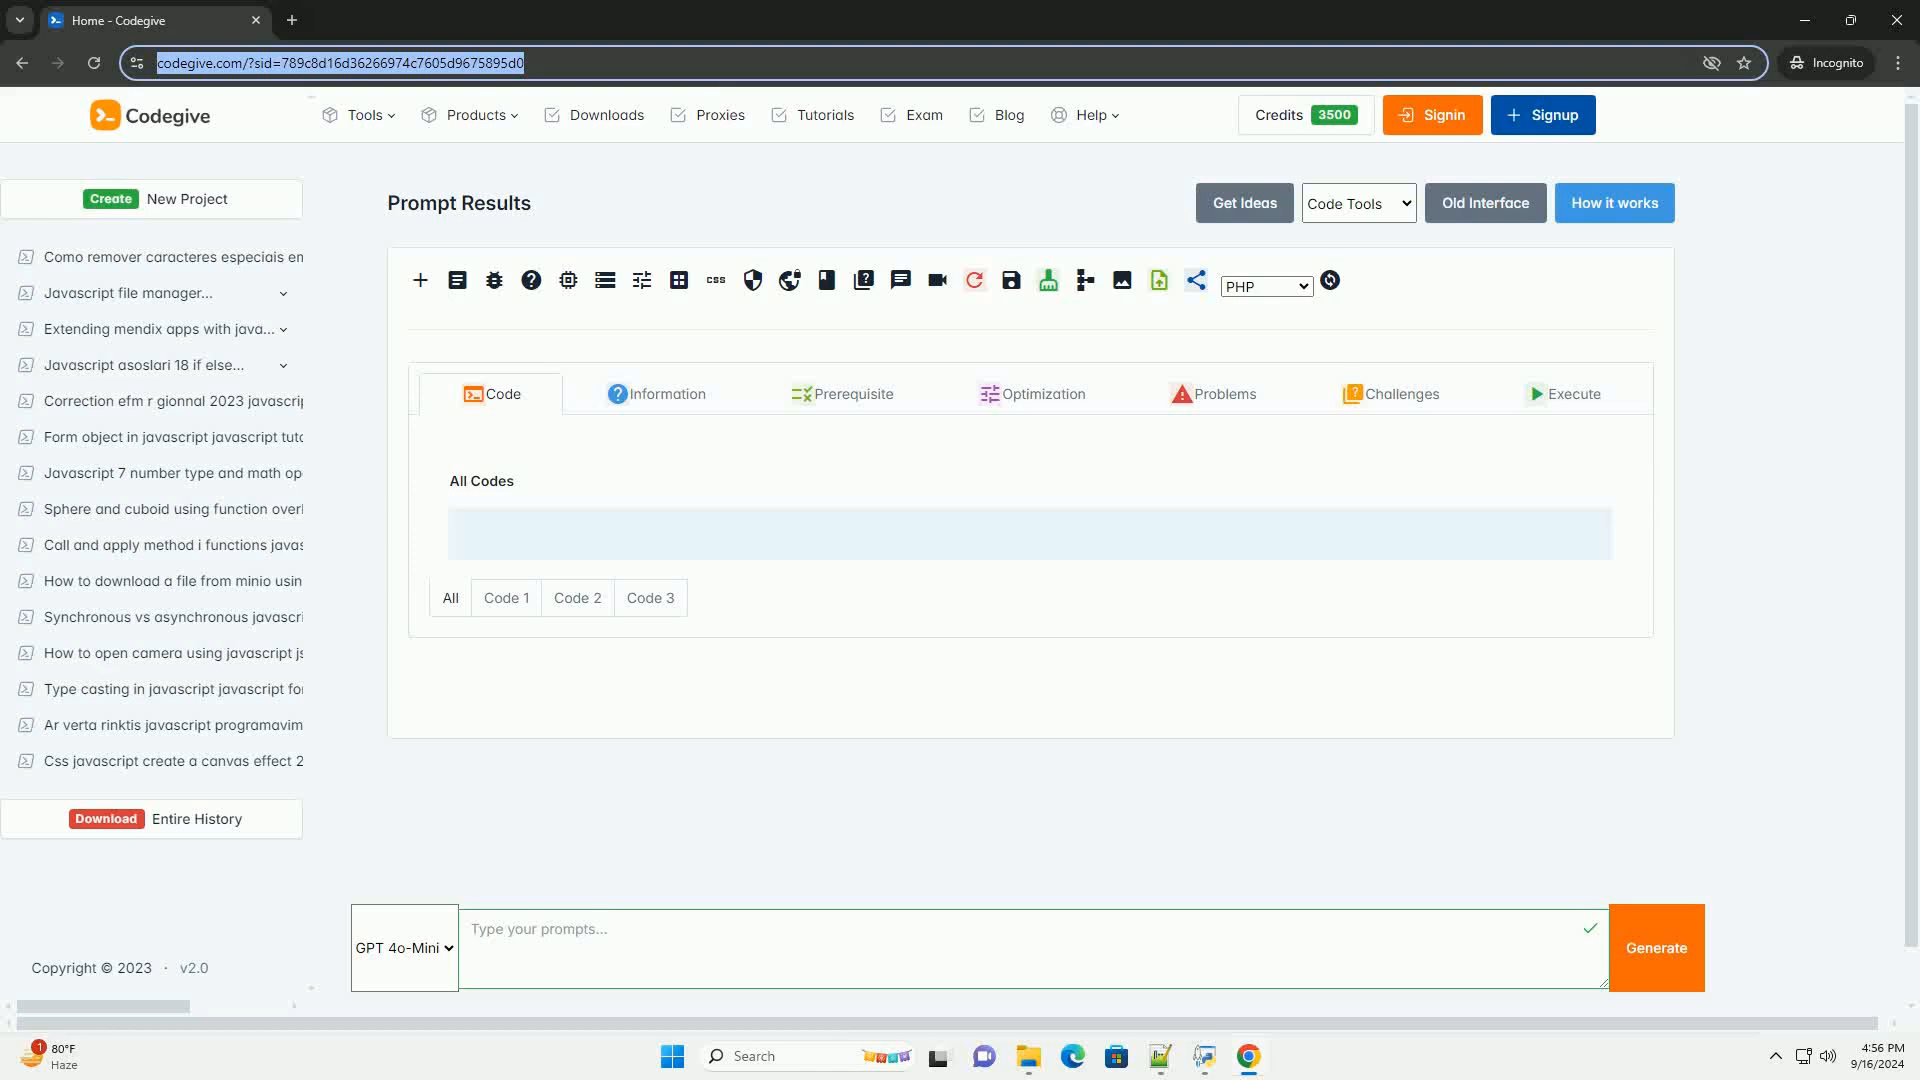 Home - Codegive
codegive.com/?sid=789c8d16d36266974c7605d9675895d0
Incognito
Codegive
Tools
Products
Downloads
Proxies
Tutorials
Exam
Blog
Help
Credits 3500
Signin
Signup
Create New Project
Como remover caracteres especiais em
Javascript file manager...
Extending mendix apps with java...
Javascript asoslari 18 if else...
Correction efm r gionnal 2023 javascrip
Form object in javascript javascript tuto
Javascript 7 number type and math op
Sphere and cuboid using function over
Call and apply method i functions javas
How to download a file from minio usin
Synchronous vs asynchronous javascri
How to open camera using javascript js
Type casting in javascript javascript fo
Ar verta rinktis javascript programavim
Css javascript create a canvas effect 2
Download Entire History
Copyright © 2023 · v2.0
Prompt Results
Get Ideas
Code Tools
Old Interface
How it works
css
PHP
Code
Information
Prerequisite
Optimization
Problems
Challenges
Execute
All Codes
All
Code 1
Code 2
Code 3
GPT 4o-Mini
Type your prompts...
Generate
1
80°F
Haze
Search
4:56 PM
9/16/2024